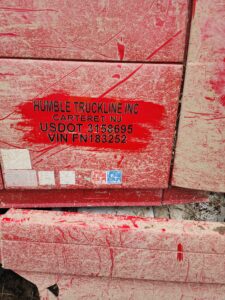 HUMBLE TRUCKLINE INC
CARTERET NJ
USDOT 3158695
VIN FN183252